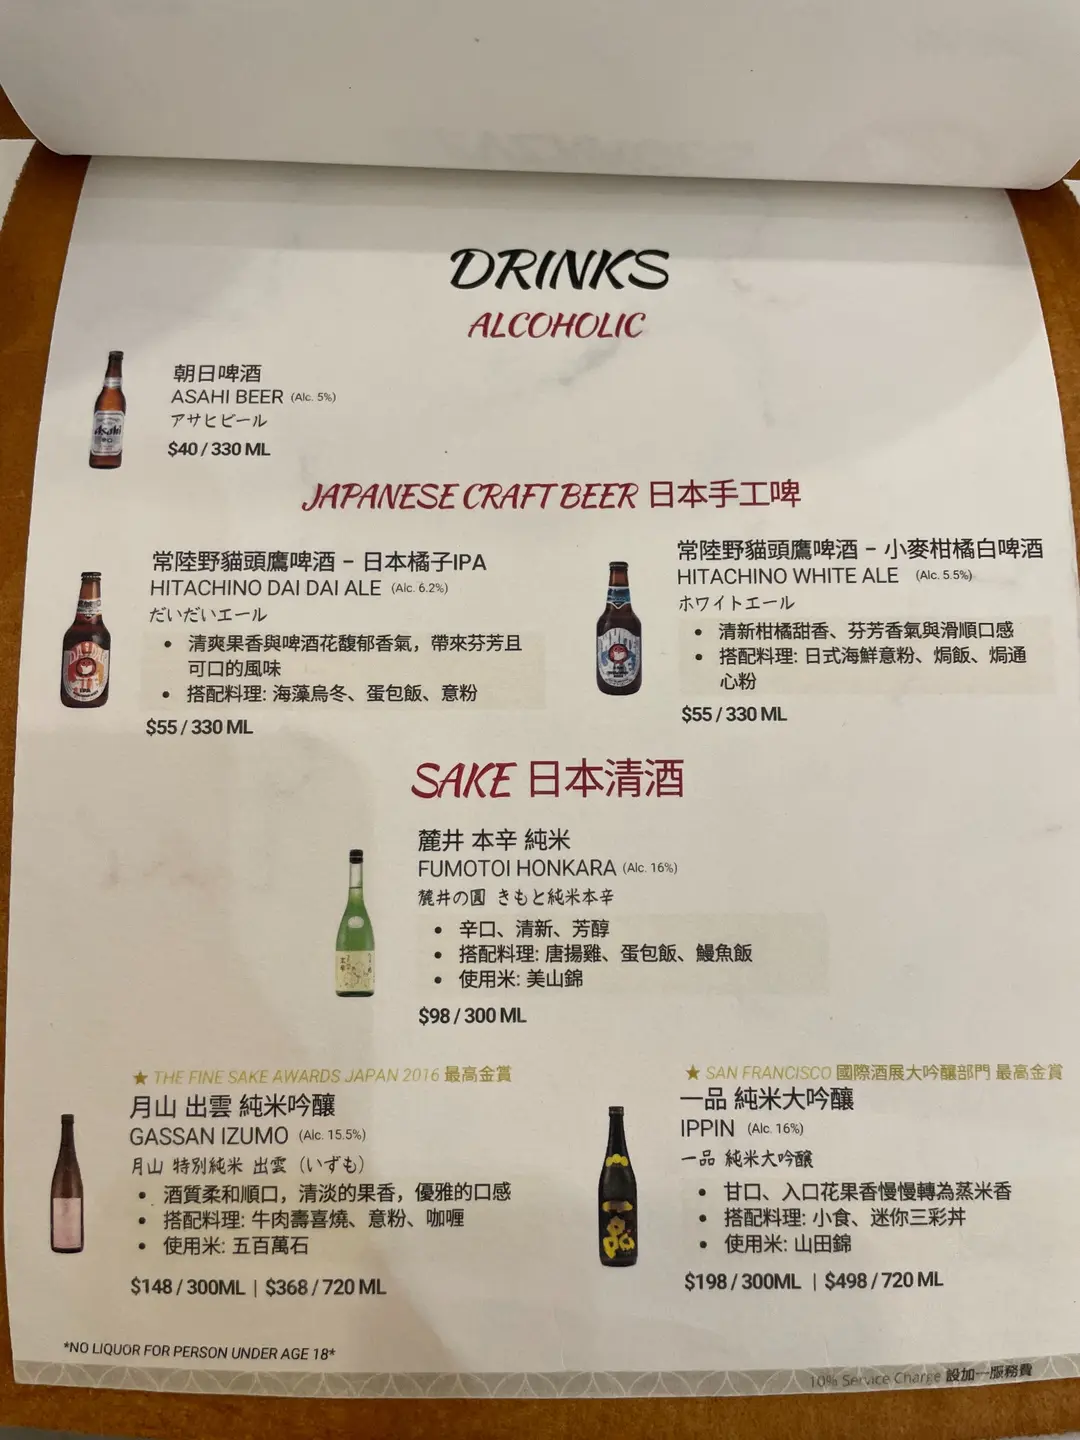 DRINKS
ALCOHOLIC
朝日啤酒
ASAHI BEER (Alc. 5%)
アサヒビール
$40 / 330 ML
JAPANESE CRAFT BEER 日本手工啤
常陸野貓頭鷹啤酒 - 日本橘子IPA
HITACHINO DAI DAI ALE (Alc. 6.2%)
だいだいエール
• 清爽果香與啤酒花馥郁香氣，帶來芬芳且
可口的風味
• 搭配料理: 海藻烏冬、蛋包飯、意粉
$55 / 330 ML
常陸野貓頭鷹啤酒 - 小麥柑橘白啤酒
HITACHINO WHITE ALE (Alc. 5.5%)
ホワイトエール
• 清新柑橘甜香、芬芳香氣與滑順口感
• 搭配料理: 日式海鮮意粉、焗飯、焗通
心粉
$55 / 330 ML
SAKE 日本清酒
麓井 本辛 純米
FUMOTOI HONKARA (Alc. 16%)
麓井の圓 きもと純米本辛
• 辛口、清新、芳醇
• 搭配料理: 唐揚雞、蛋包飯、鰻魚飯
• 使用米: 美山錦
$98 / 300 ML
★ THE FINE SAKE AWARDS JAPAN 2016 最高金賞
月山 出雲 純米吟釀
GASSAN IZUMO (Alc. 15.5%)
月山 特別純米 出雲（いずも）
• 酒質柔和順口，清淡的果香，優雅的口感
• 搭配料理: 牛肉壽喜燒、意粉、咖喱
• 使用米: 五百萬石
$148 / 300ML | $368 / 720 ML
★ SAN FRANCISCO 國際酒展大吟釀部門 最高金賞
一品 純米大吟釀
IPPIN (Alc. 16%)
一品 純米大吟醸
• 甘口、入口花果香慢慢轉為蒸米香
• 搭配料理: 小食、迷你三彩丼
• 使用米: 山田錦
$198 / 300ML | $498 / 720 ML
*NO LIQUOR FOR PERSON UNDER AGE 18*
10% Service Charge 設加一服務費